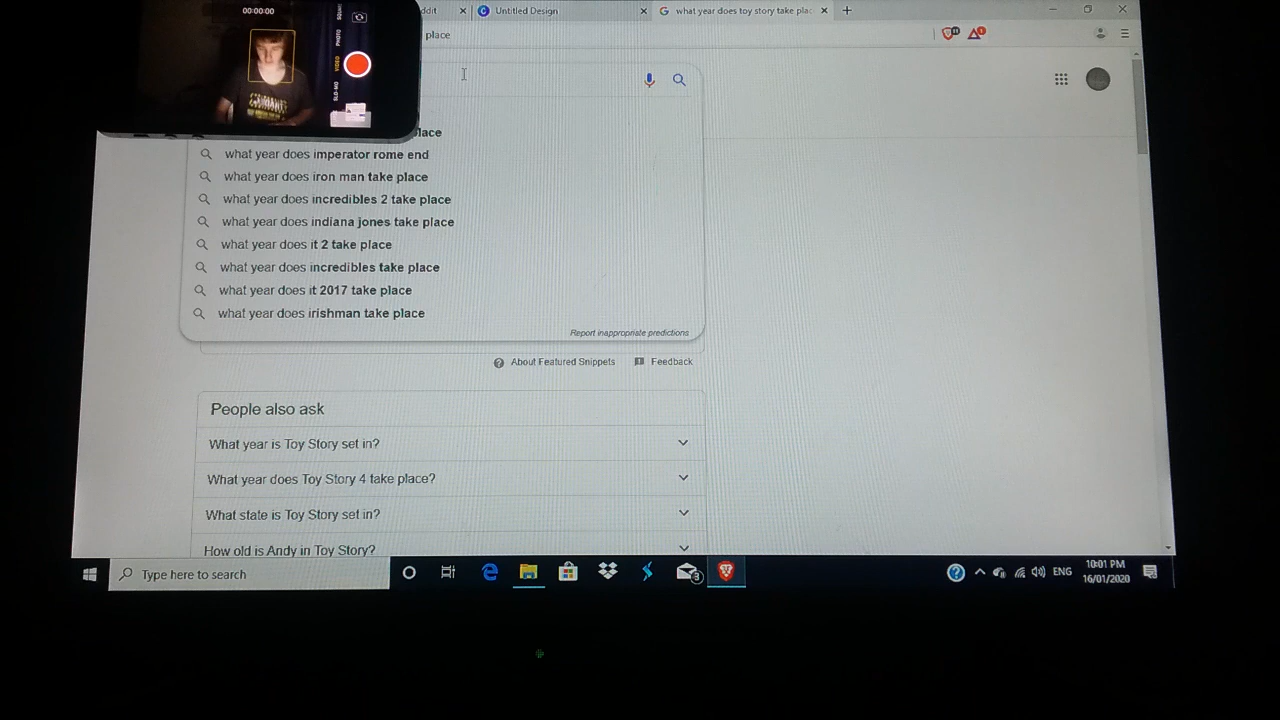 00:00:00
SLO-MO
VIDEO
PHOTO
ddit
Untitled Design
what year does toy story take plac
place
lace
what year does imperator rome end
what year does iron man take place
what year does incredibles 2 take place
what year does indiana jones take place
what year does it 2 take place
what year does incredibles take place
what year does it 2017 take place
what year does irishman take place
Report inappropriate predictions
About Featured Snippets
Feedback
People also ask
What year is Toy Story set in?
What year does Toy Story 4 take place?
What state is Toy Story set in?
How old is Andy in Toy Story?
Type here to search
3
ENG
10:01 PM
16/01/2020